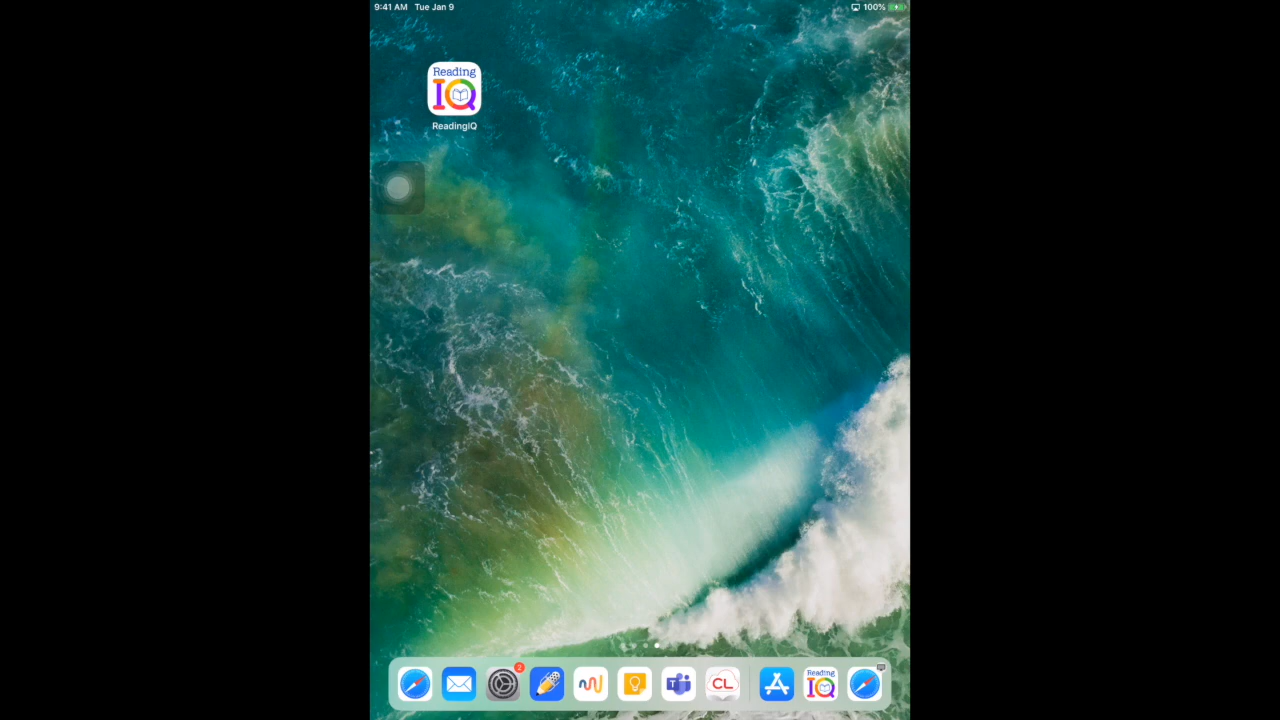 9:41 AM Tue Jan 9
100%
Reading
IQ
ReadingIQ
2
T
CL
Reading
IQ